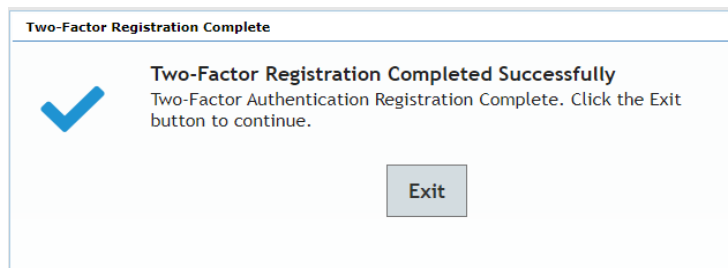 Two-Factor Registration Complete
Two-Factor Registration Completed Successfully
Two-Factor Authentication Registration Complete. Click the Exit
button to continue.
Exit